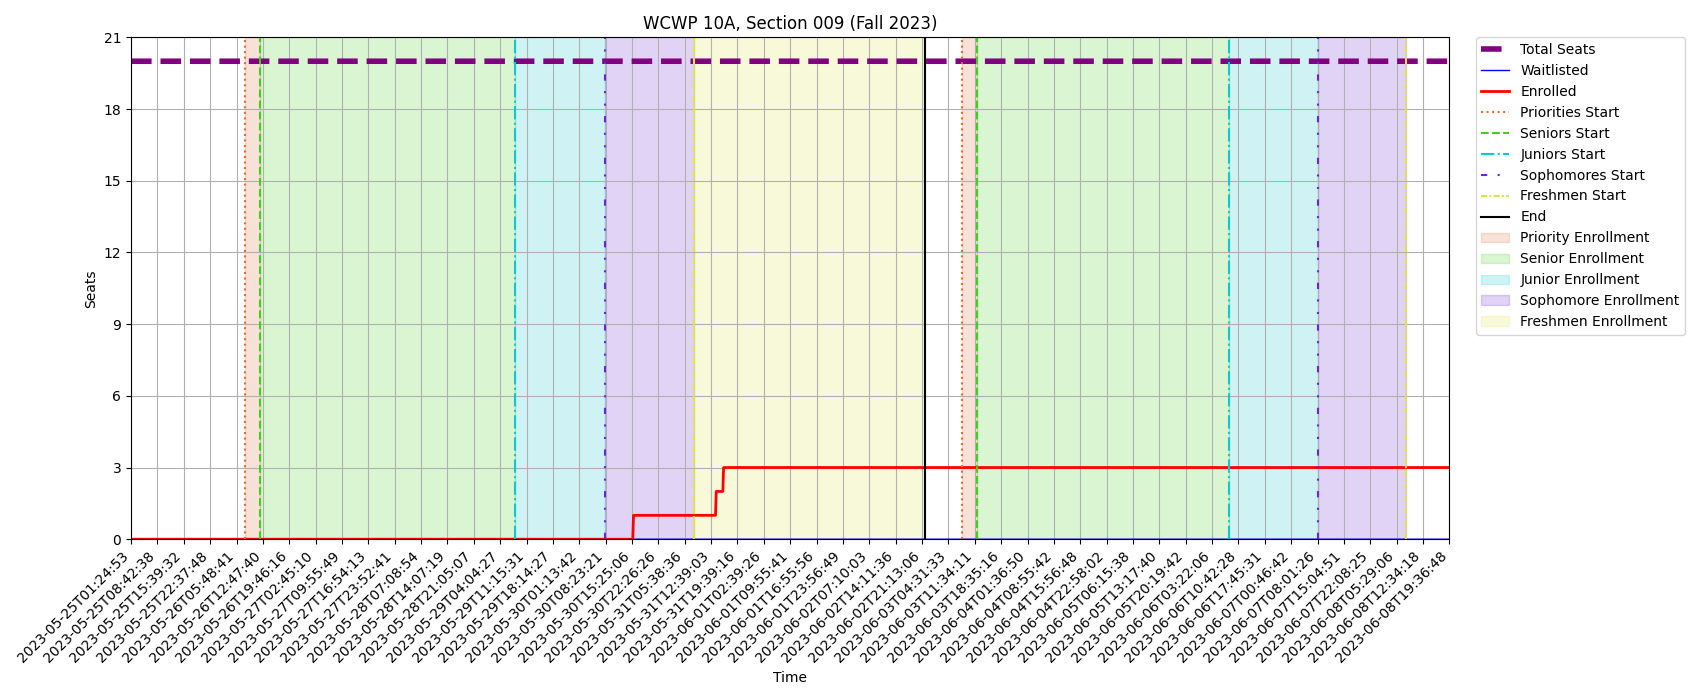 WCWP 10A, Section 009 (Fall 2023)
21
18
15
12
9
6
3
0
Seats
2023-05-25T01:24:53
2023-05-25T08:42:38
2023-05-25T15:39:32
2023-05-25T22:37:48
2023-05-26T05:48:41
2023-05-26T12:47:40
2023-05-26T19:46:16
2023-05-27T02:45:10
2023-05-27T09:55:49
2023-05-27T16:54:13
2023-05-27T23:52:41
2023-05-28T07:08:54
2023-05-28T14:07:19
2023-05-28T21:05:07
2023-05-29T04:04:27
2023-05-29T11:15:31
2023-05-29T18:14:27
2023-05-30T01:13:42
2023-05-30T08:23:21
2023-05-30T15:25:06
2023-05-30T22:26:26
2023-05-31T05:38:36
2023-05-31T12:39:03
2023-05-31T19:39:16
2023-06-01T02:39:26
2023-06-01T09:55:41
2023-06-01T16:55:56
2023-06-01T23:56:49
2023-06-02T07:10:03
2023-06-02T14:11:36
2023-06-02T21:13:06
2023-06-03T04:31:33
2023-06-03T11:34:11
2023-06-03T18:35:16
2023-06-04T01:36:50
2023-06-04T08:55:42
2023-06-04T15:56:48
2023-06-04T22:58:02
2023-06-05T06:15:38
2023-06-05T13:17:40
2023-06-05T20:19:42
2023-06-06T03:22:06
2023-06-06T10:42:28
2023-06-06T17:45:31
2023-06-07T00:46:42
2023-06-07T08:01:26
2023-06-07T15:04:51
2023-06-07T22:08:25
2023-06-08T05:29:06
2023-06-08T12:34:18
2023-06-08T19:36:48
Time
Total Seats
Waitlisted
Enrolled
Priorities Start
Seniors Start
Juniors Start
Sophomores Start
Freshmen Start
End
Priority Enrollment
Senior Enrollment
Junior Enrollment
Sophomore Enrollment
Freshmen Enrollment